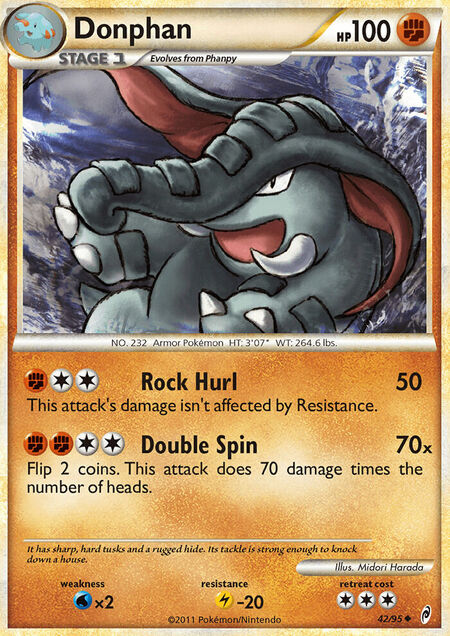 Donphan
HP100
STAGE 1
Evolves from Phanpy
NO. 232 Armor Pokémon HT: 3'07" WT: 264.6 lbs.
Rock Hurl 50
This attack's damage isn't affected by Resistance.
Double Spin 70x
Flip 2 coins. This attack does 70 damage times the
number of heads.
It has sharp, hard tusks and a rugged hide. Its tackle is strong enough to knock
down a house.
Illus. Midori Harada
weakness resistance retreat cost
×2 -20
©2011 Pokémon/Nintendo 42/95